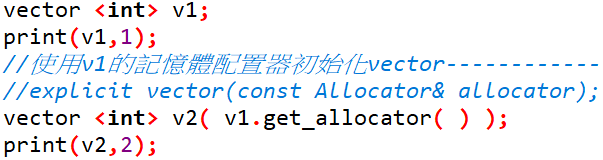 vector <int> v1;
print(v1,1);
//使用v1的記憶體配置器初始化vector------------
//explicit vector(const Allocator& allocator);
vector <int> v2( v1.get_allocator( ) );
print(v2,2);